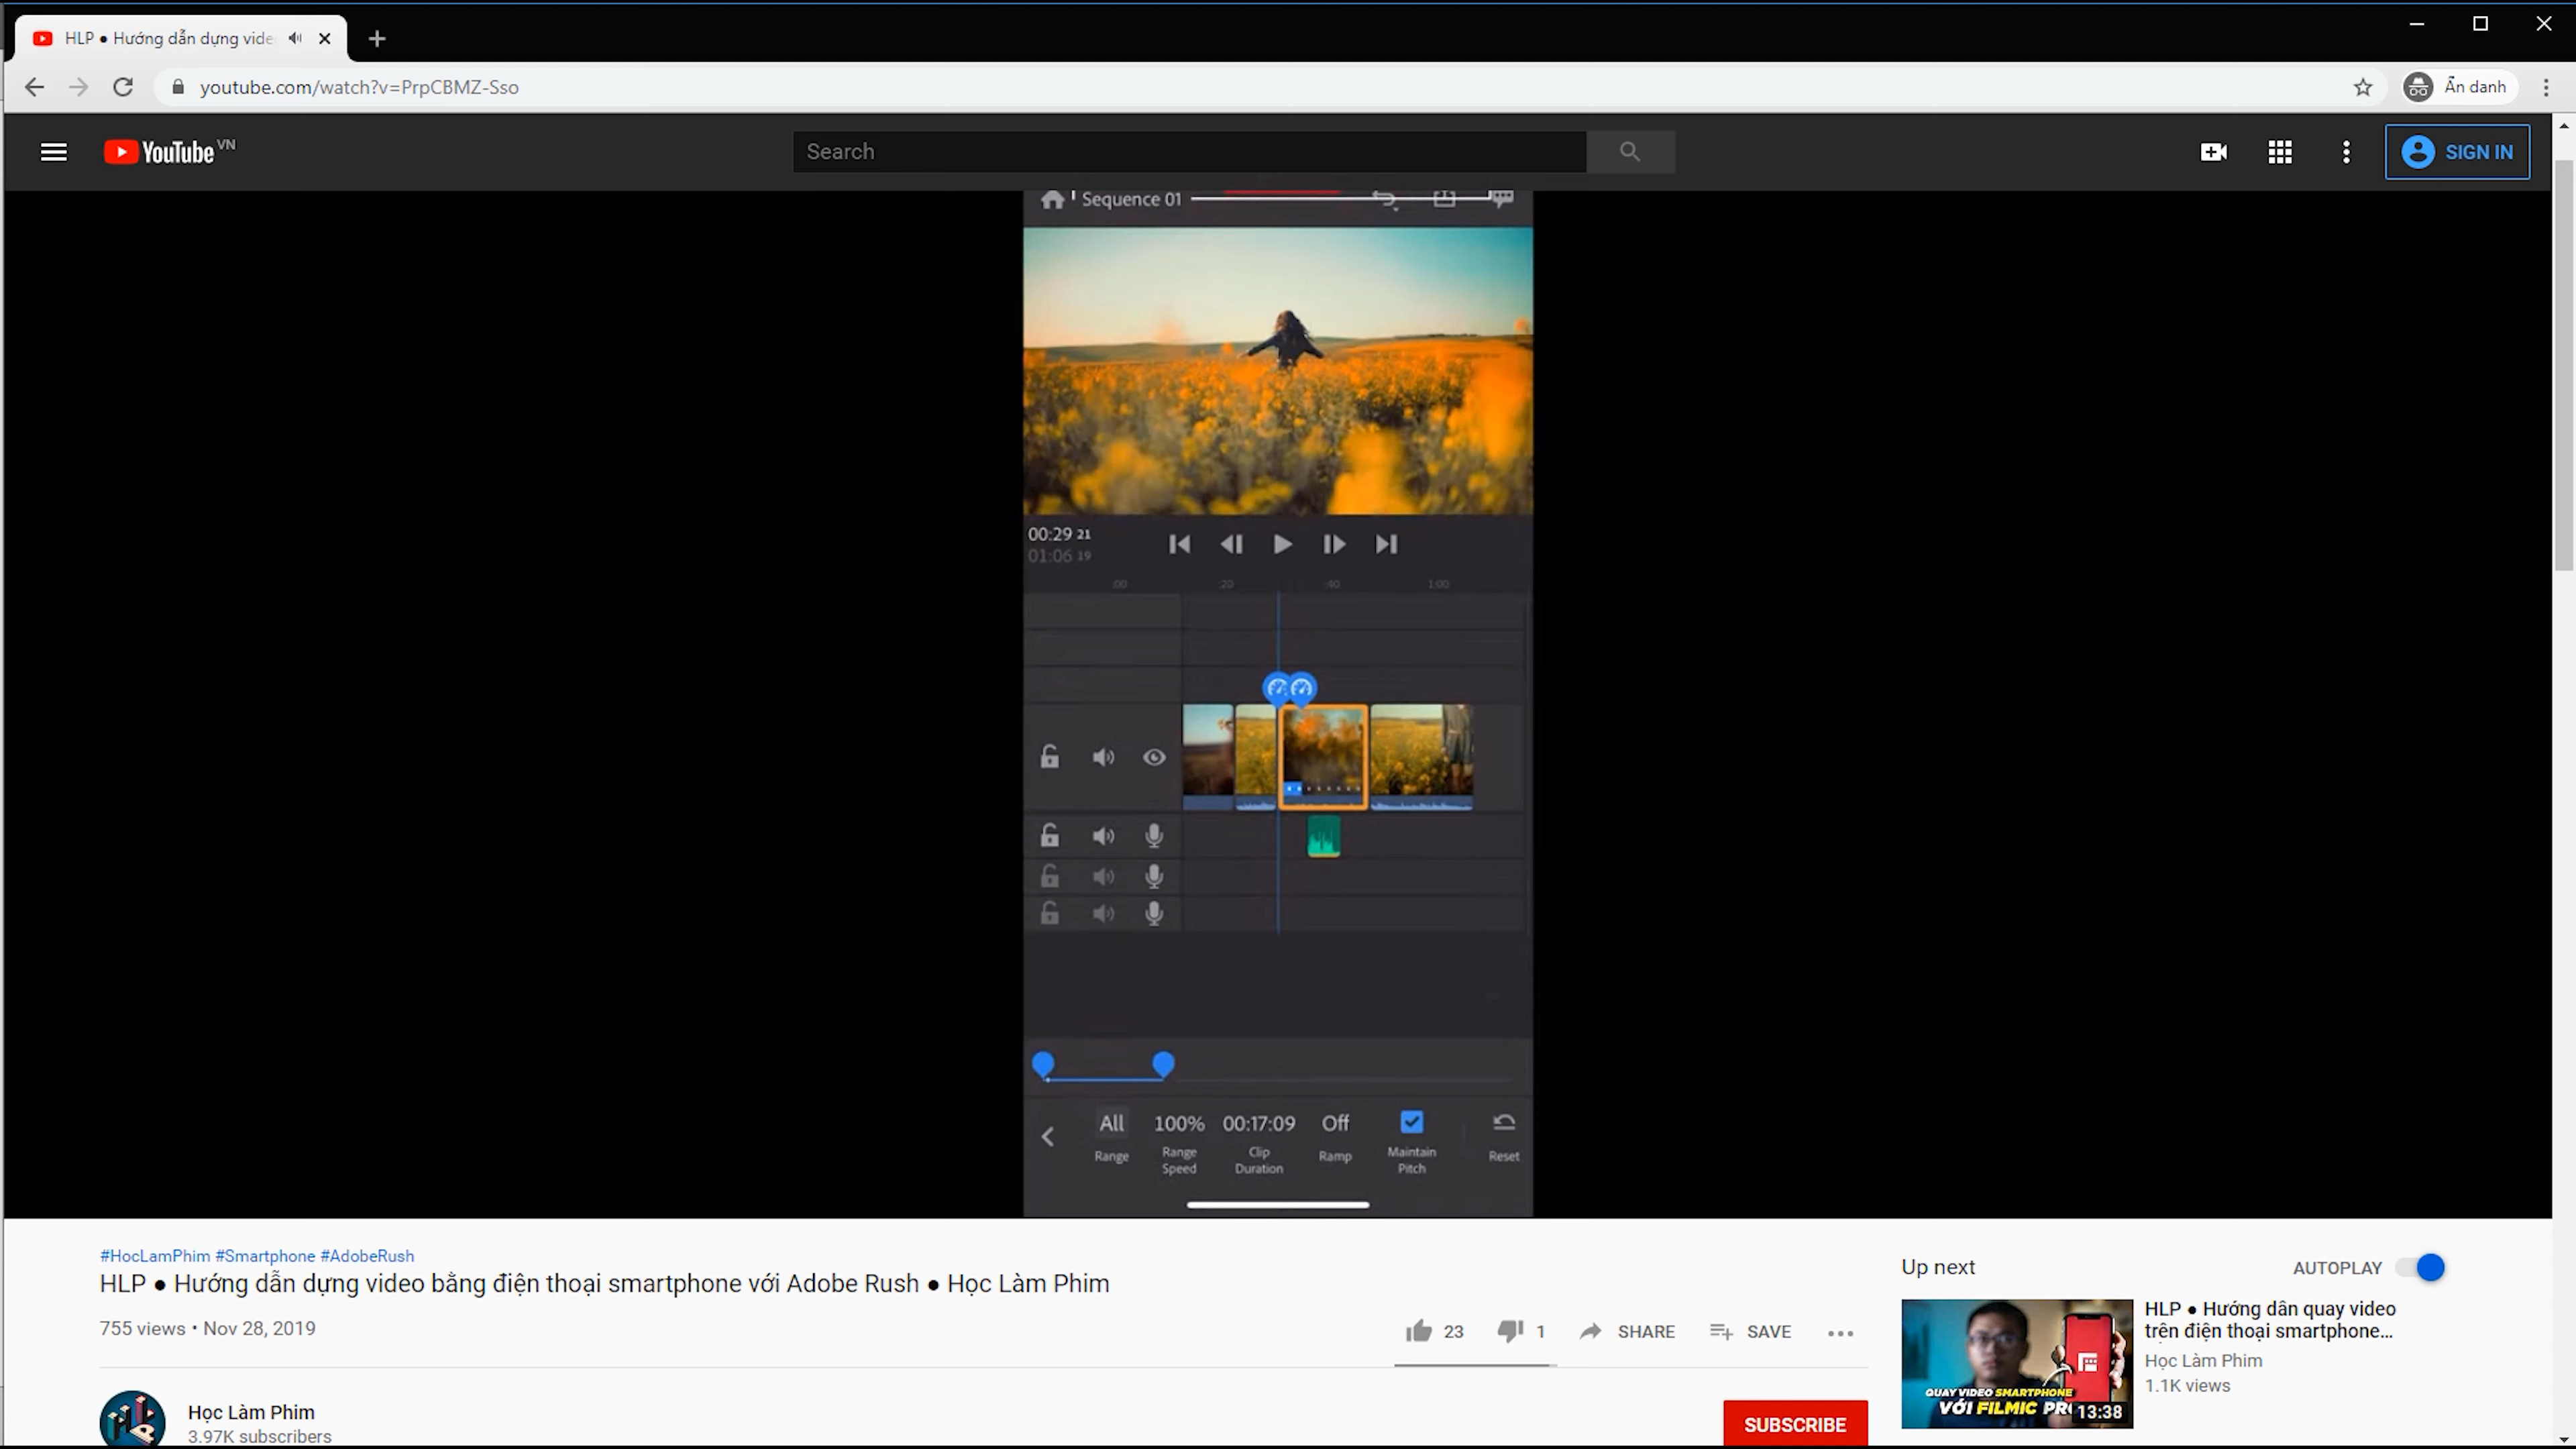 HLP ● Hướng dẫn dựng vide
youtube.com/watch?v=PrpCBMZ-Sso
Ẩn danh
YouTube VN
Search
SIGN IN
Sequence 01
00:29 21
01:06 19
:00 :20 :40 1:00
All 100% 00:17:09 Off
Range Range Speed Clip Duration Ramp Maintain Pitch Reset
#HocLamPhim #Smartphone #AdobeRush
HLP ● Hướng dẫn dựng video bằng điện thoại smartphone với Adobe Rush ● Học Làm Phim
755 views • Nov 28, 2019
23 1 SHARE SAVE
Học Làm Phim
3.97K subscribers
SUBSCRIBE
Up next
AUTOPLAY
QUAY VIDEO SMARTPHONE
VỚI FILMIC PR
13:38
HLP ● Hướng dẫn quay video
trên điện thoại smartphone...
Học Làm Phim
1.1K views